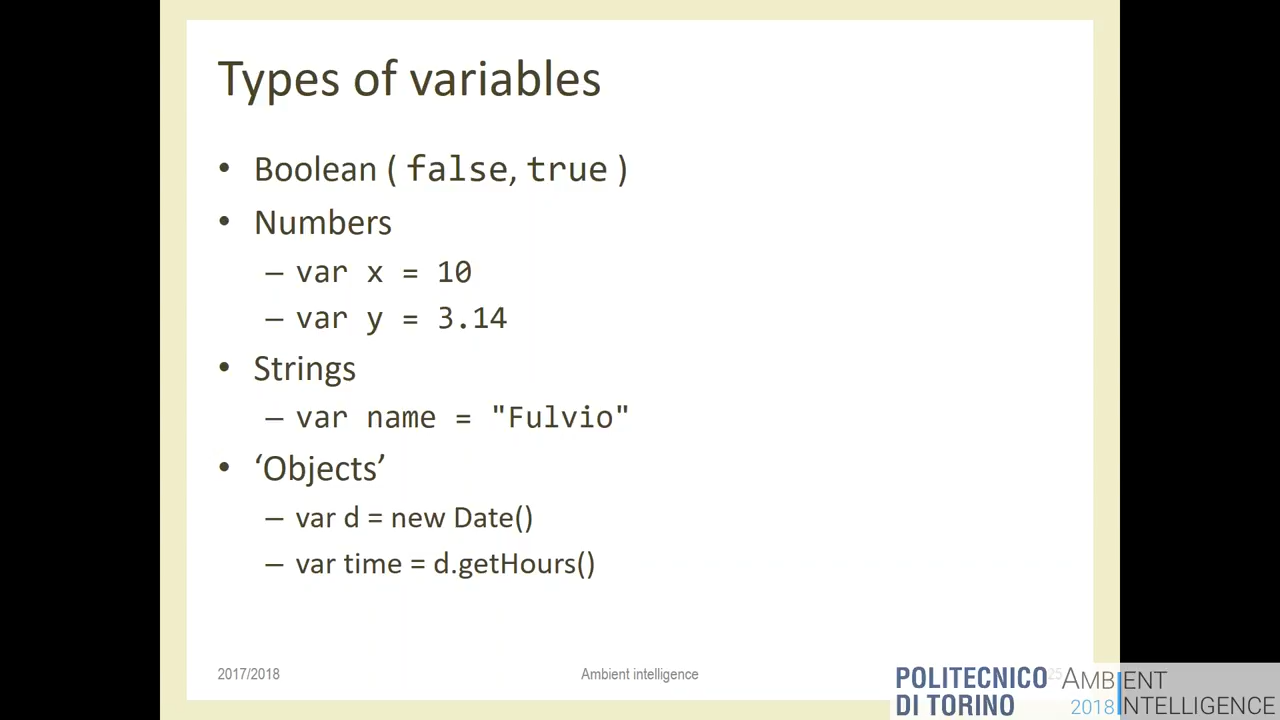 Types of variables
• Boolean ( false, true )
• Numbers
– var x = 10
– var y = 3.14
• Strings
– var name = "Fulvio"
• ‘Objects’
– var d = new Date()
– var time = d.getHours()
2017/2018
Ambient intelligence
25
POLITECNICO
DI TORINO
AMBIENT
2018 INTELLIGENCE